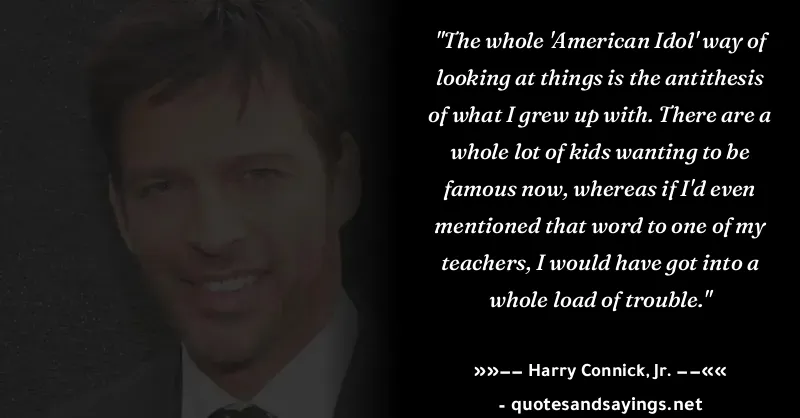 "The whole 'American Idol' way of
looking at things is the antithesis
of what I grew up with. There are a
whole lot of kids wanting to be
famous now, whereas if I'd even
mentioned that word to one of my
teachers, I would have got into a
whole load of trouble."
»»—— Harry Connick, Jr. ——««
- quotesandsayings.net